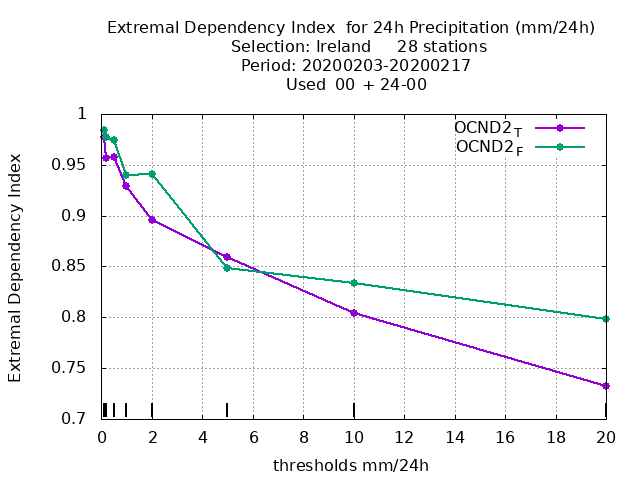 Extremal Dependency Index  for 24h Precipitation (mm/24h)
Selection: Ireland     28 stations
Period: 20200203-20200217
Used  00 + 24-00
OCND2T
OCND2F
Extremal Dependency Index
1
0.95
0.9
0.85
0.8
0.75
0.7
0 2 4 6 8 10 12 14 16 18 20
thresholds mm/24h